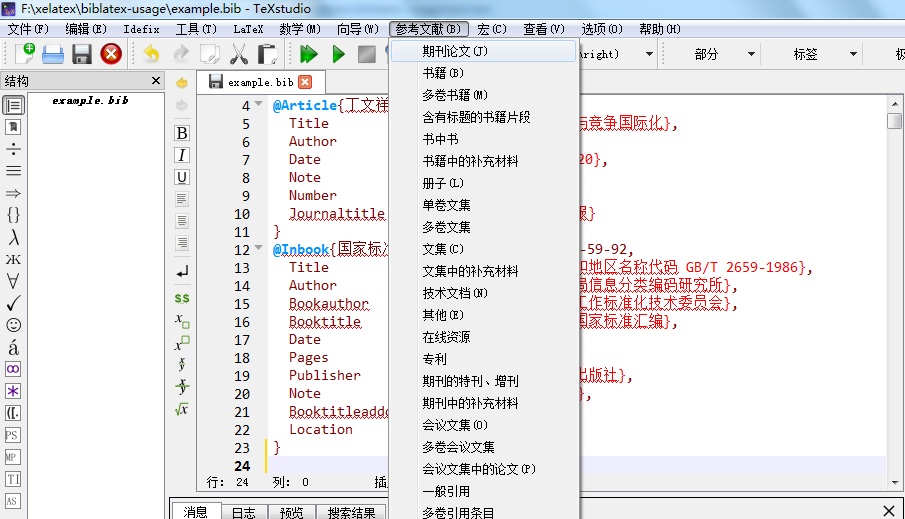 F:\xelatex\biblatex-usage\example.bib - TeXstudio
文件(F) 编辑(E) Idefix 工具(T) LaTeX 数学(M) 向导(W) 参考文献(B) 宏(C) 查看(V) 选项(O) 帮助(H)
\right) 部分 标签
结构
example.bib
example.bib
期刊论文(J)
书籍(B)
多卷书籍(M)
含有标题的书籍片段
书中书
书籍中的补充材料
册子(L)
单卷文集
多卷文集
文集(C)
文集中的补充材料
技术文档(N)
其他(E)
在线资源
专利
期刊的特刊、增刊
期刊中的补充材料
会议文集(O)
多卷会议文集
会议文集中的论文(P)
一般引用
多卷引用条目
4 @Article{丁文祥
5 Title 与竞争国际化},
6 Author
7 Date 20},
8 Note
9 Number
10 Journaltitle 报}
11 }
12 @Inbook{国家标准 -59-92,
13 Title 和地区名称代码 GB/T 2659-1986},
14 Author 局信息分类编码研究所},
15 Bookauthor 工作标准化技术委员会},
16 Booktitle 国家标准汇编},
17 Date
18 Pages
19 Publisher 出版社},
20 Note },
21 Booktitleaddo
22 Location
23 }
24
行: 24 列: 0
消息 日志 预览 搜索结果